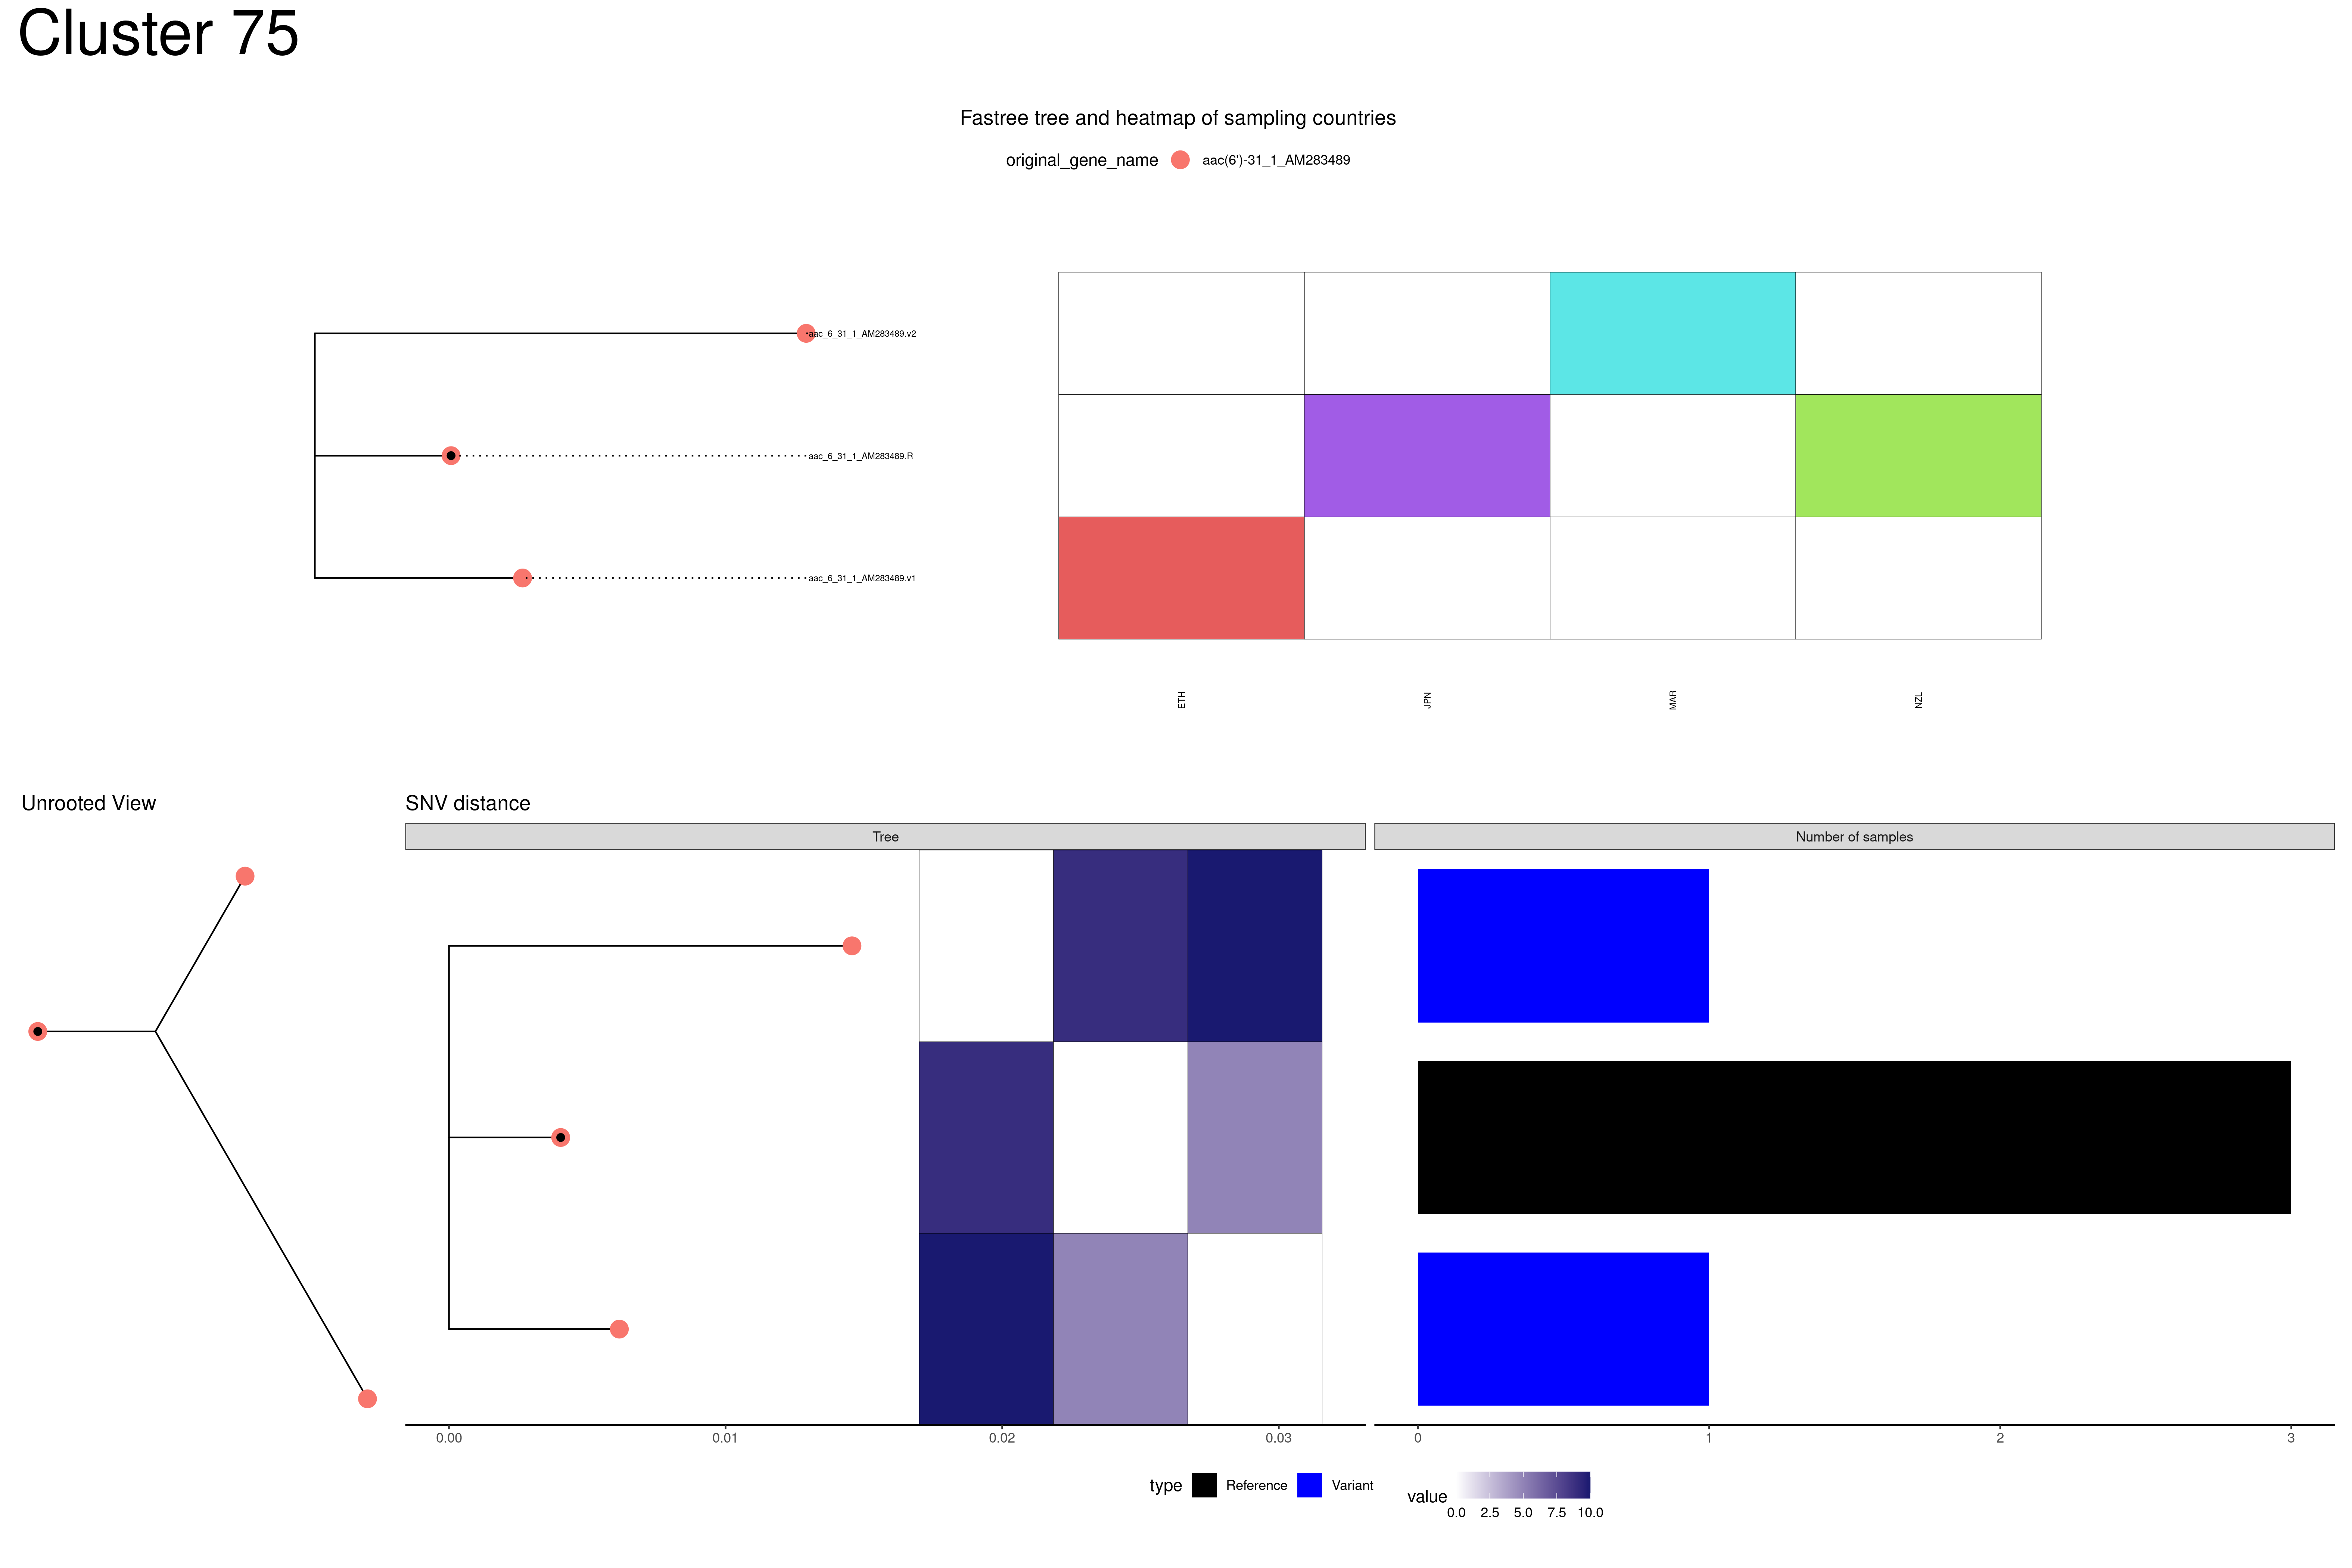 Cluster 75
Fastree tree and heatmap of sampling countries
original_gene_name aac(6')-31_1_AM283489
aac_6_31_1_AM283489.v2
aac_6_31_1_AM283489.R
aac_6_31_1_AM283489.v1
ETH JPN MAR NZL
Unrooted View
SNV distance
Tree
Number of samples
0.00 0.01 0.02 0.03
0 1 2 3
type Reference Variant
value
0.0 2.5 5.0 7.5 10.0